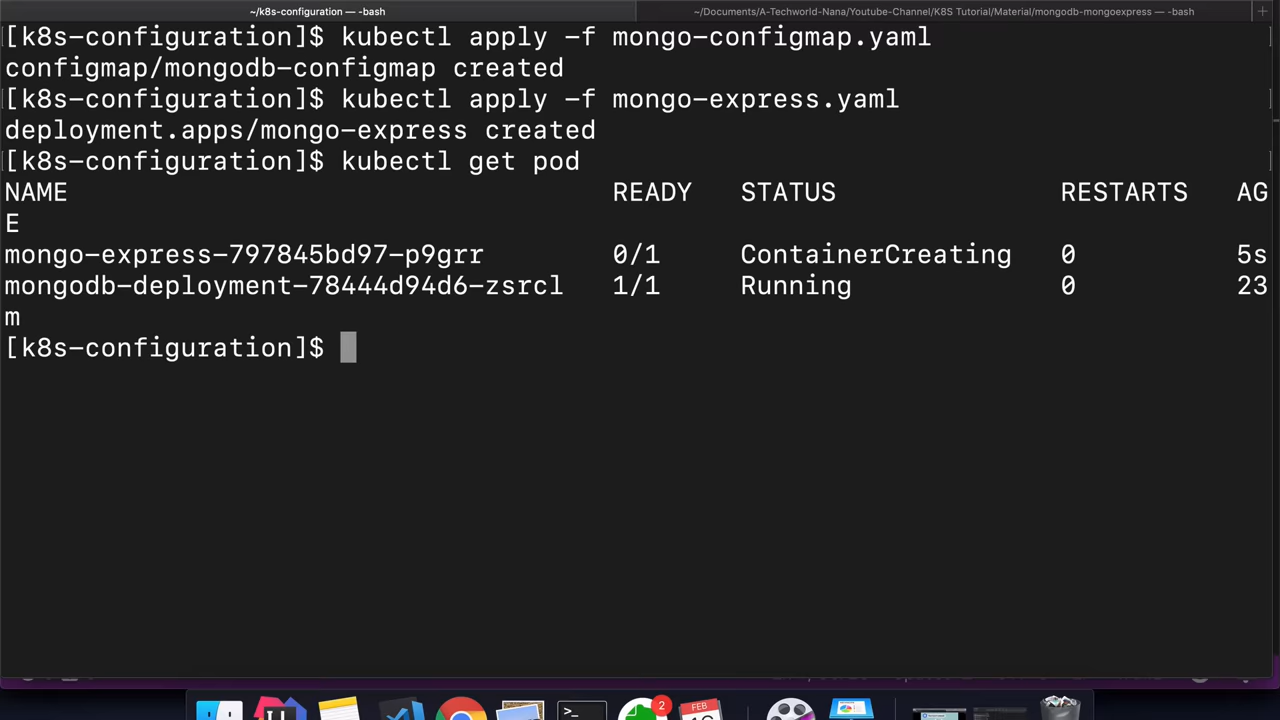 ~/k8s-configuration — -bash
~/Documents/A-Techworld-Nana/Youtube-Channel/K8S Tutorial/Material/mongodb-mongoexpress — -bash
[k8s-configuration]$ kubectl apply -f mongo-configmap.yaml
configmap/mongodb-configmap created
[k8s-configuration]$ kubectl apply -f mongo-express.yaml
deployment.apps/mongo-express created
[k8s-configuration]$ kubectl get pod
NAME READY STATUS RESTARTS AG
E
mongo-express-797845bd97-p9grr 0/1 ContainerCreating 0 5s
mongodb-deployment-78444d94d6-zsrcl 1/1 Running 0 23
m
[k8s-configuration]$
2
FEB